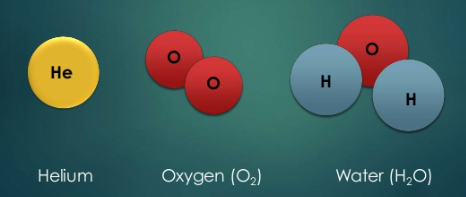 He
O
O
O
H
H
Helium
Oxygen (O₂)
Water (H₂O)